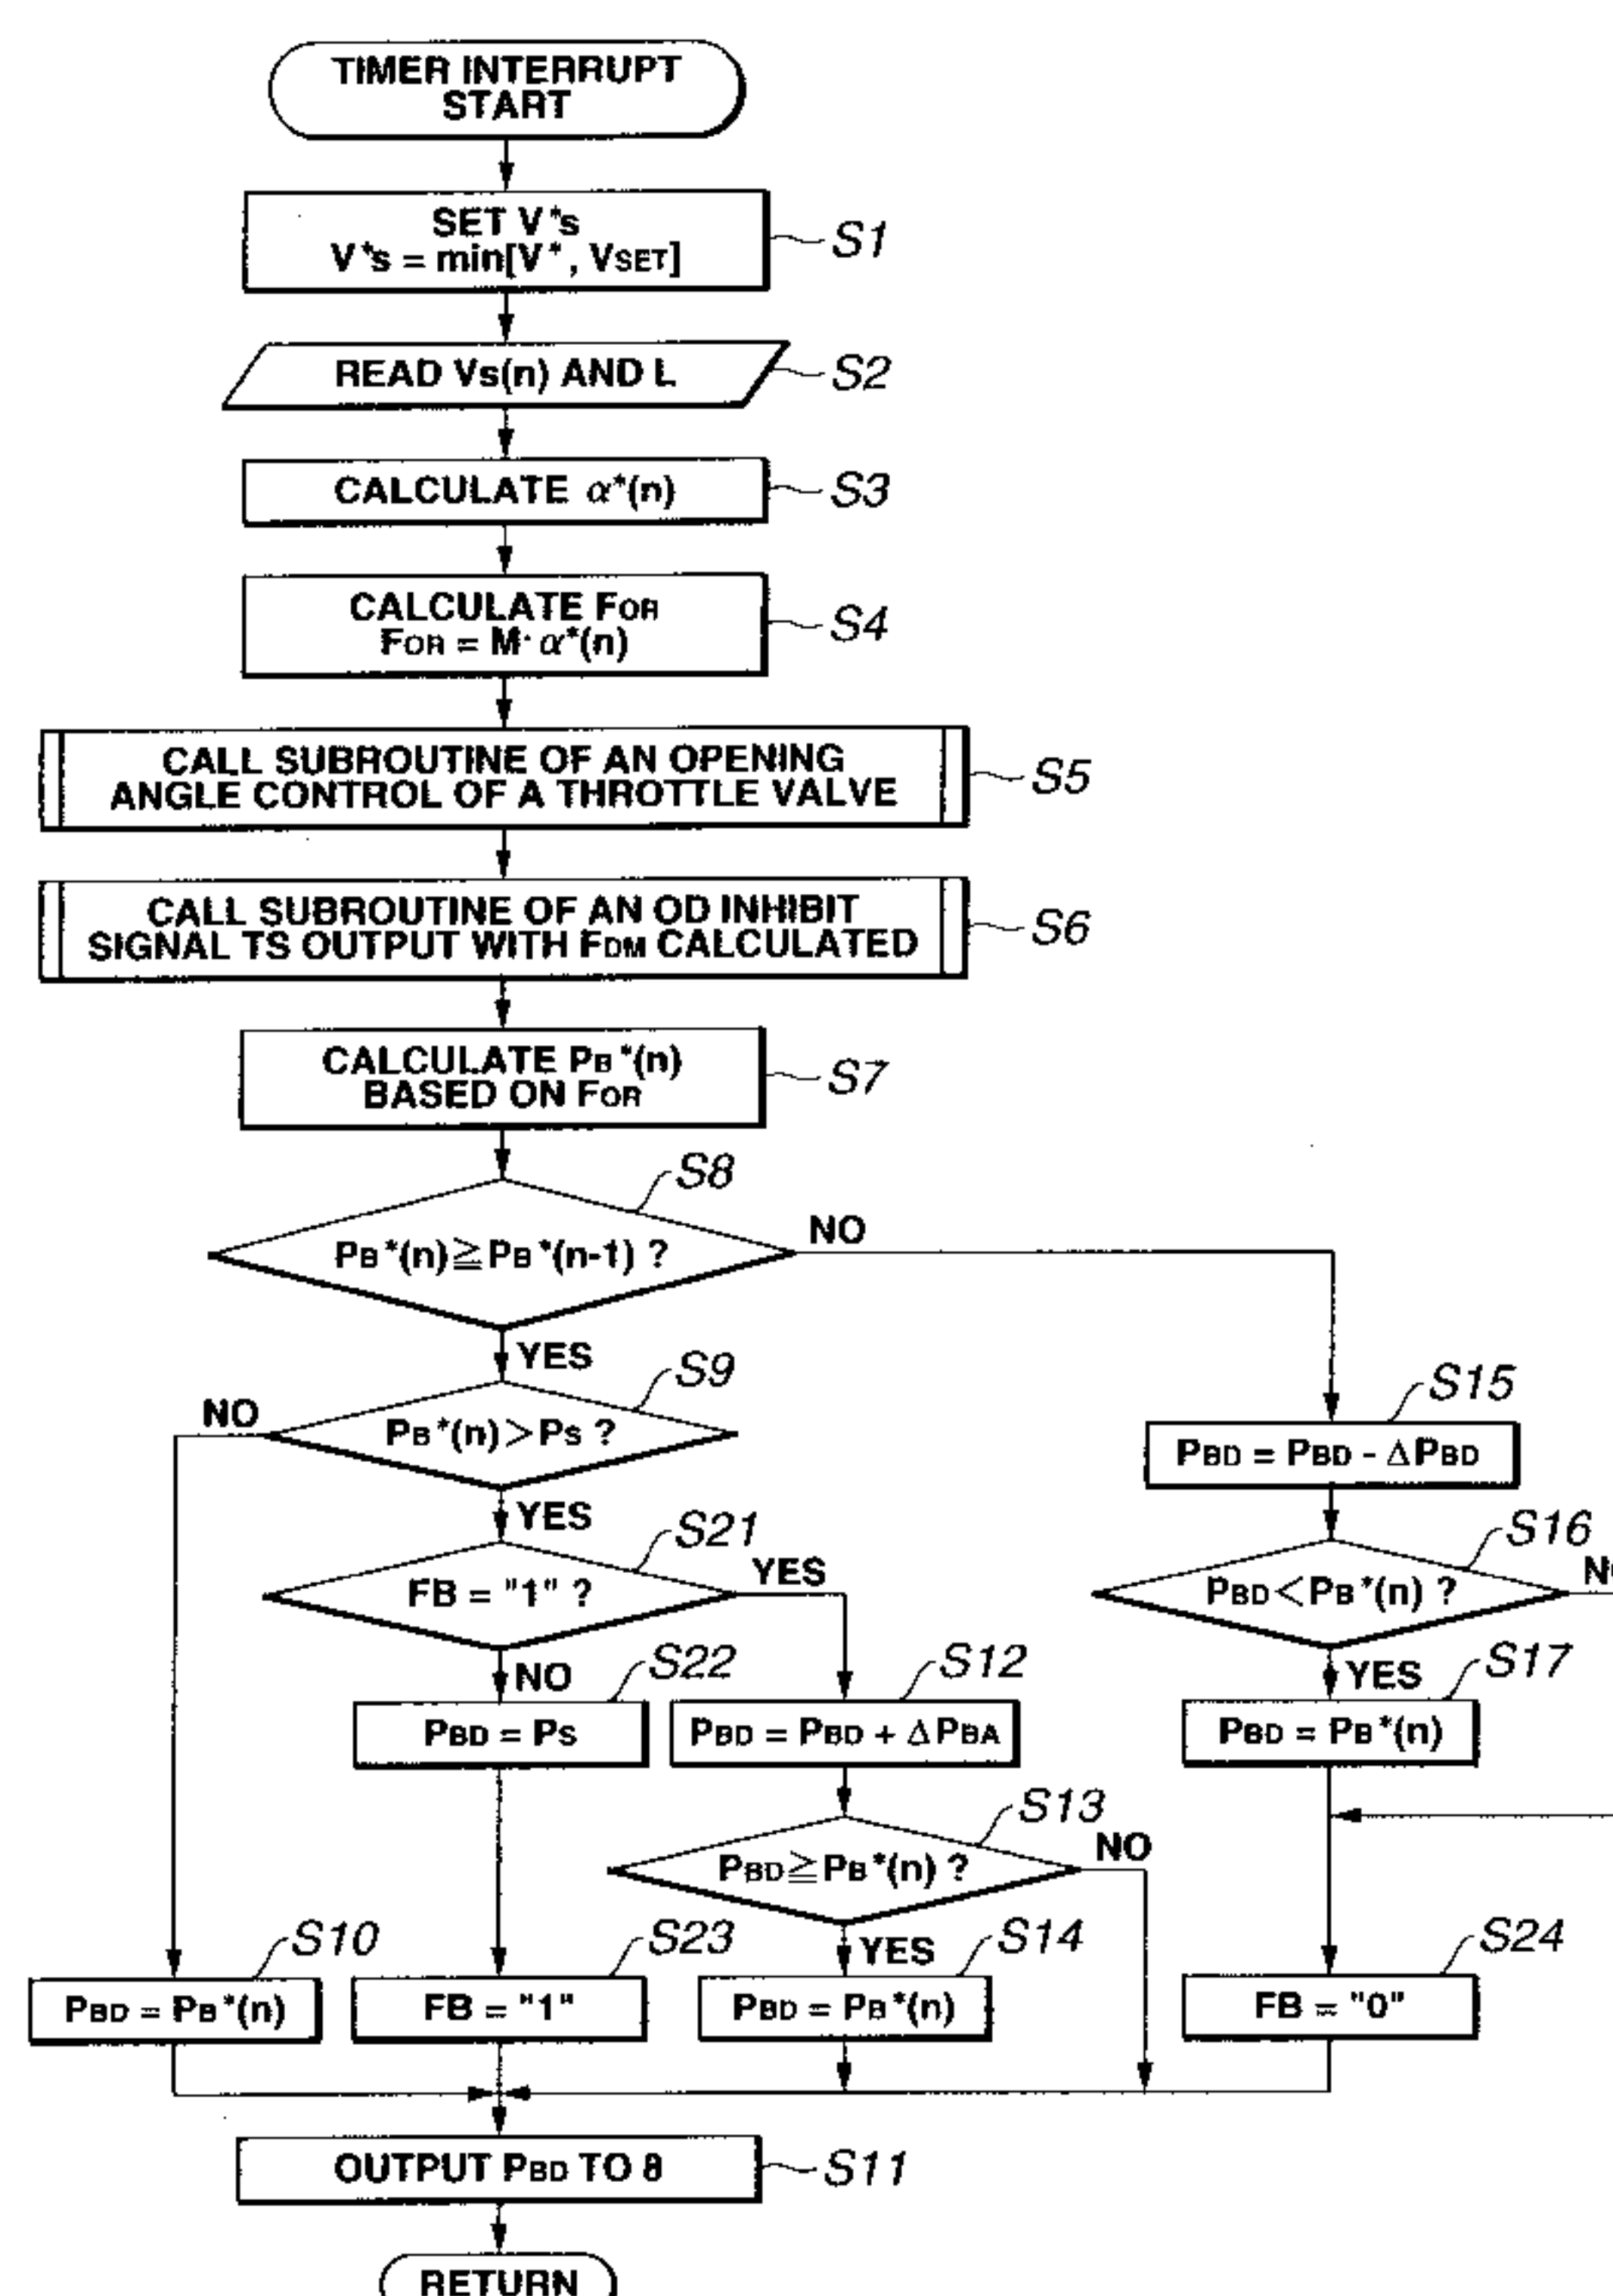 TIMER INTERRUPT
START
SET V*s
V*s = min[V*, VSET]
S1
READ Vs(n) AND L
S2
CALCULATE α*(n)
S3
CALCULATE FOR
FOR = M·α*(n)
S4
CALL SUBROUTINE OF AN OPENING
ANGLE CONTROL OF A THROTTLE VALVE
S5
CALL SUBROUTINE OF AN OD INHIBIT
SIGNAL TS OUTPUT WITH FDM CALCULATED
S6
CALCULATE PB*(n)
BASED ON FOR
S7
S8
PB*(n)≧PB*(n-1) ?
NO
YES
S9
PB*(n)>PS ?
NO
YES
S15
PBD = PBD - ΔPBD
S21
FB = "1" ?
YES
NO
S16
PBD<PB*(n) ?
YES
S22
PBD = PS
S12
PBD = PBD + ΔPBA
S17
PBD = PB*(n)
S13
PBD≧PB*(n) ?
NO
YES
S10
PBD = PB*(n)
S23
FB = "1"
S14
PBD = PB*(n)
S24
FB = "0"
OUTPUT PBD TO 8
S11
RETURN